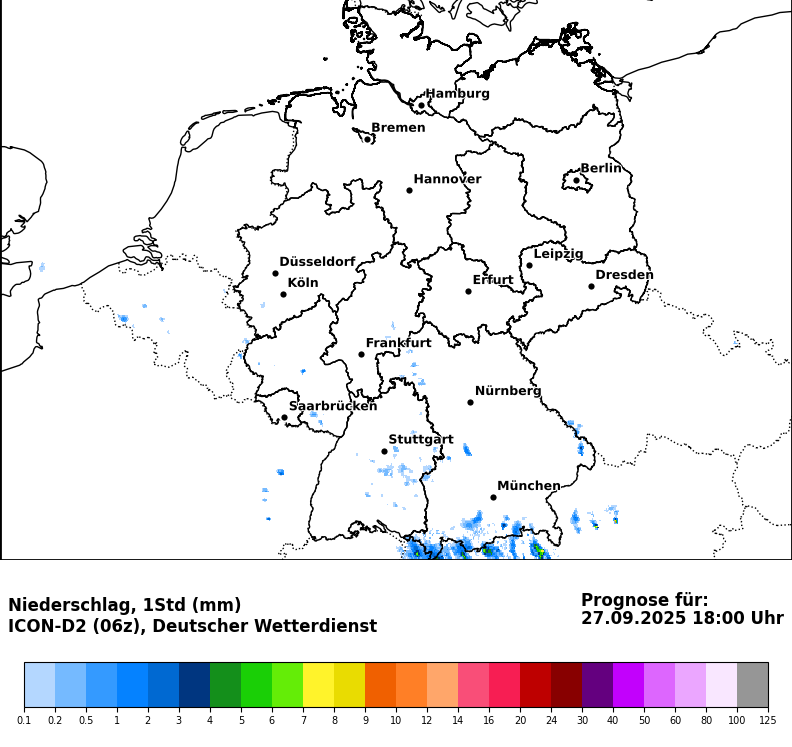 Hamburg
Bremen
Berlin
Hannover
Leipzig
Düsseldorf
Dresden
Köln
Erfurt
Frankfurt
Nürnberg
Saarbrücken
Stuttgart
München
Niederschlag, 1Std (mm)
ICON-D2 (06z), Deutscher Wetterdienst
Prognose für:
27.09.2025 18:00 Uhr
0.1 0.2 0.5 1 2 3 4 5 6 7 8 9 10 12 14 16 20 24 30 40 50 60 80 100 125